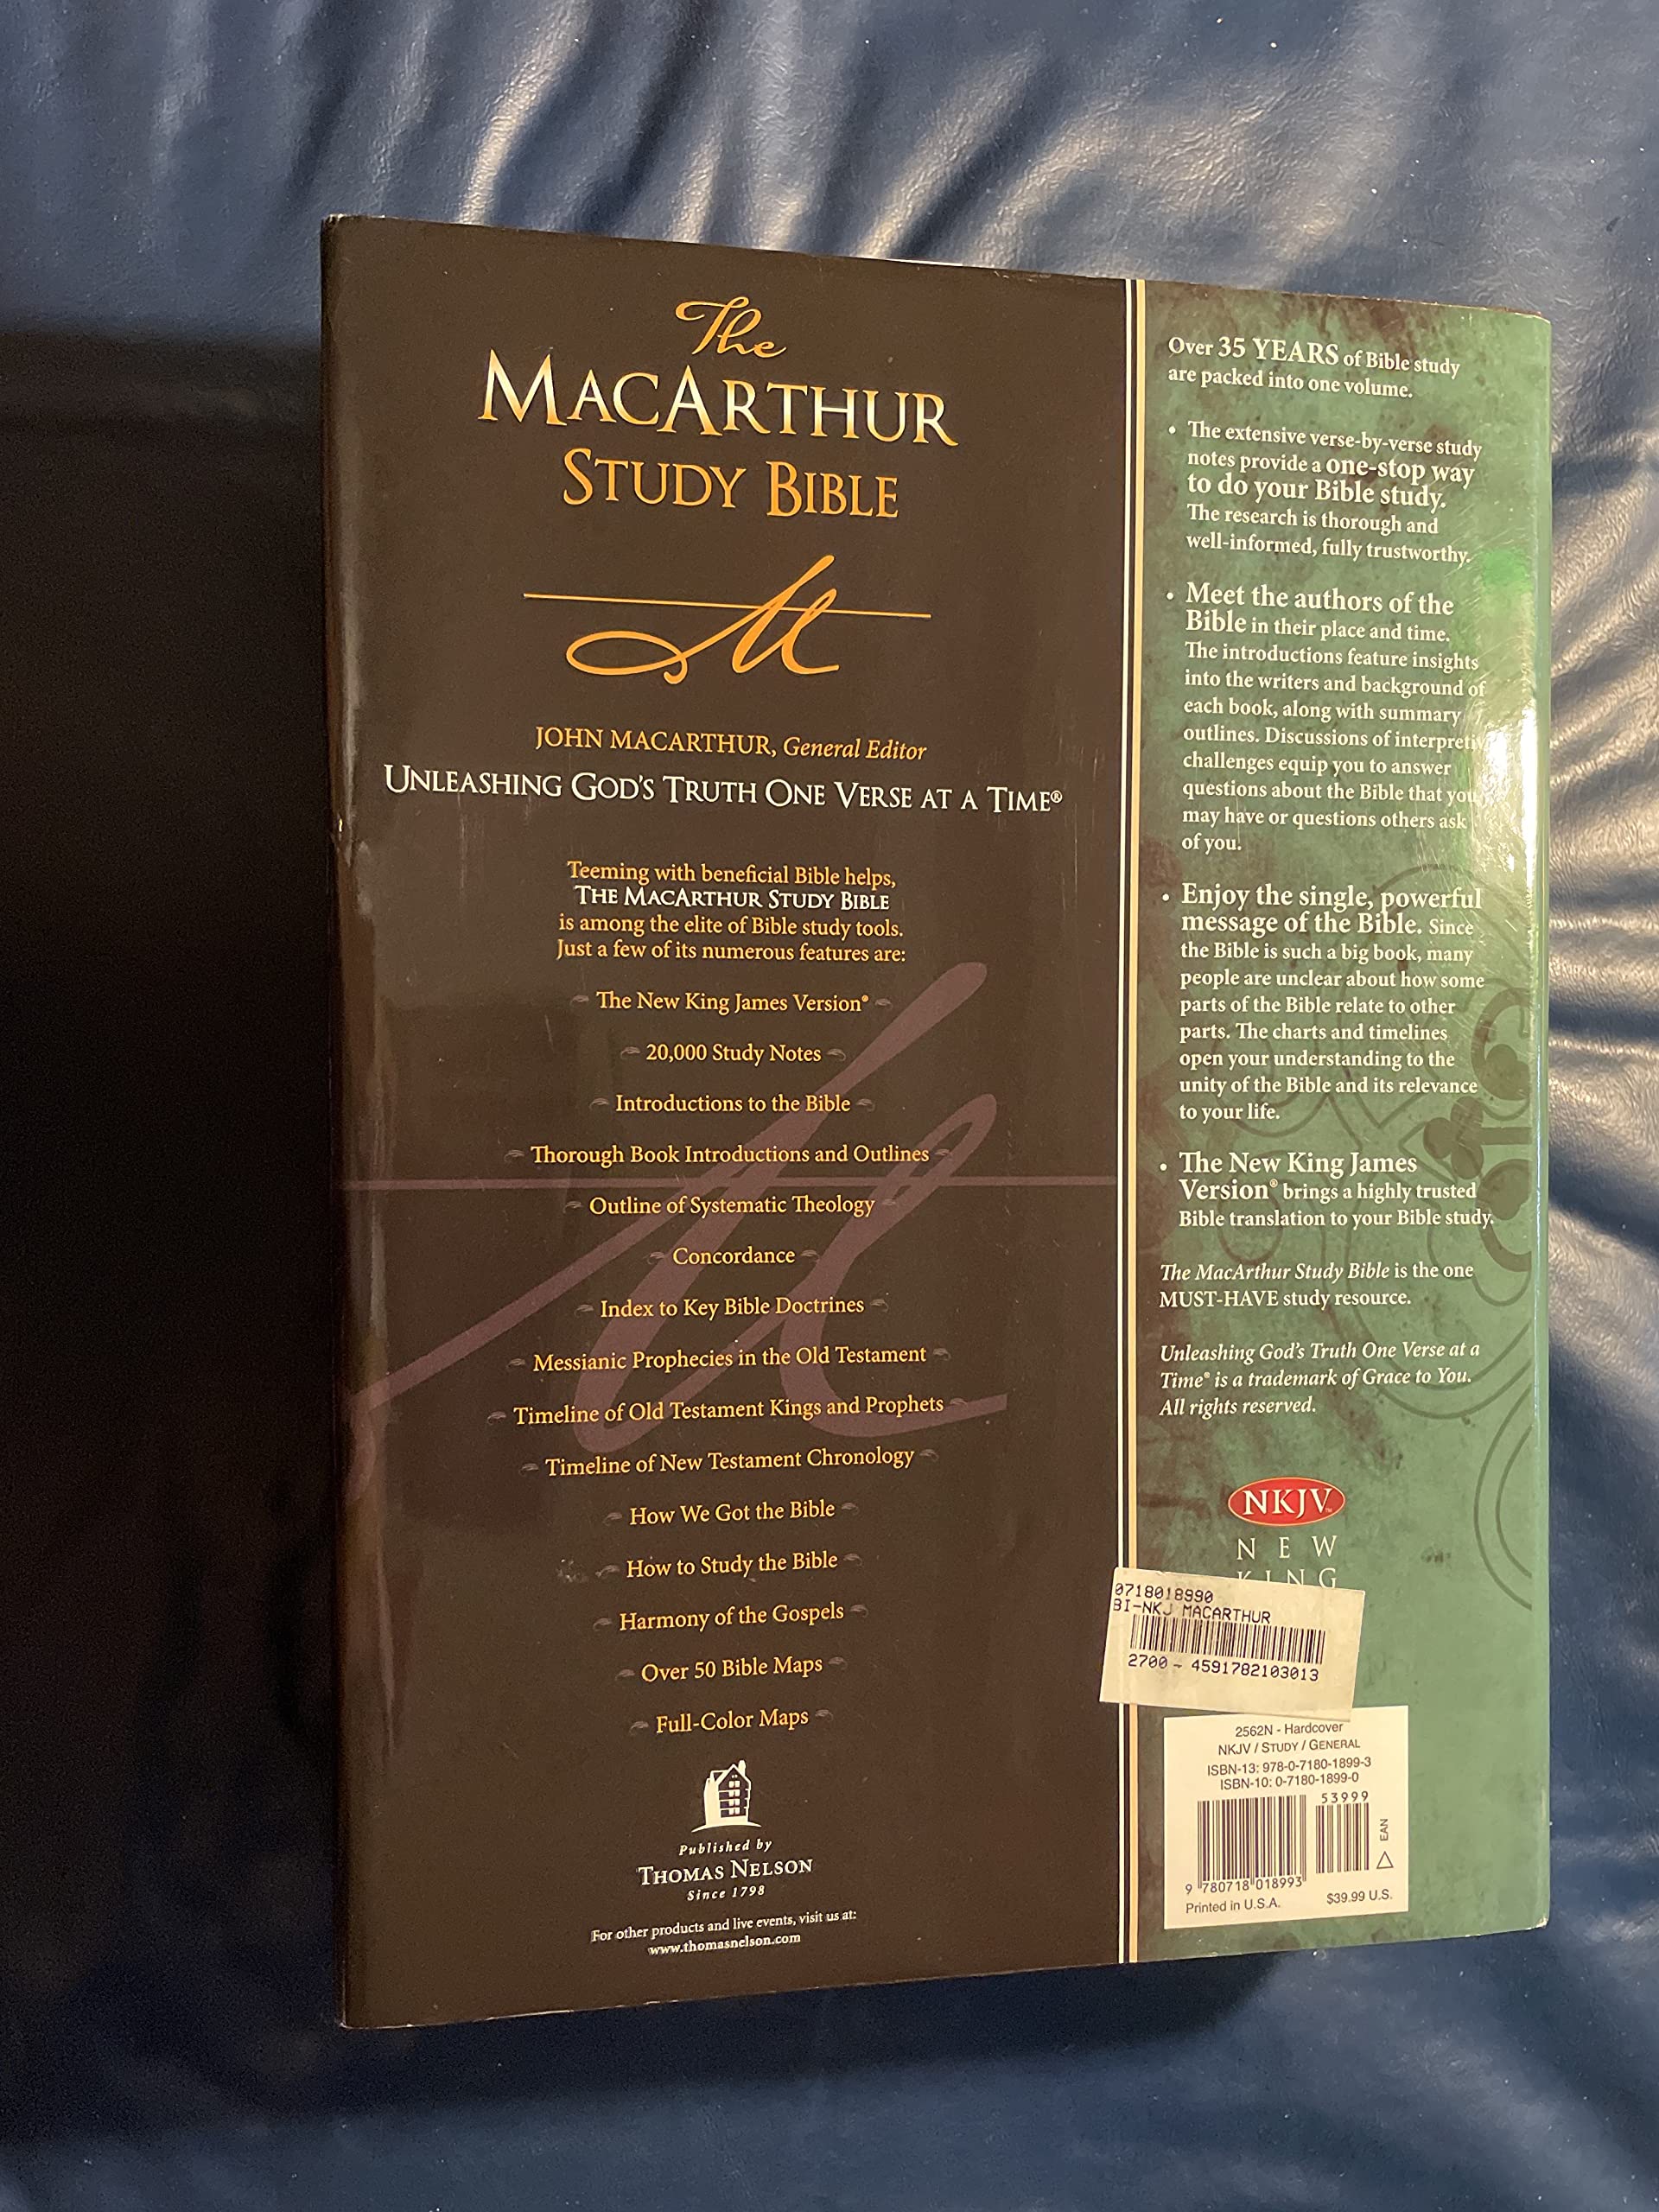 The
MACARTHUR
STUDY BIBLE
M
JOHN MACARTHUR, General Editor
UNLEASHING GOD'S TRUTH ONE VERSE AT A TIME®
Teeming with beneficial Bible helps,
THE MACARTHUR STUDY BIBLE
is among the elite of Bible study tools.
Just a few of its numerous features are:
The New King James Version®
20,000 Study Notes
Introductions to the Bible
Thorough Book Introductions and Outlines
Outline of Systematic Theology
Concordance
Index to Key Bible Doctrines
Messianic Prophecies in the Old Testament
Timeline of Old Testament Kings and Prophets
Timeline of New Testament Chronology
How We Got the Bible
How to Study the Bible
Harmony of the Gospels
Over 50 Bible Maps
Full-Color Maps
Published by
THOMAS NELSON
Since 1798
For other products and live events, visit us at:
www.thomasnelson.com
Over 35 YEARS of Bible study
are packed into one volume.
• The extensive verse-by-verse study
notes provide a one-stop way
to do your Bible study.
The research is thorough and
well-informed, fully trustworthy.
• Meet the authors of the
Bible in their place and time.
The introductions feature insights
into the writers and background of
each book, along with summary
outlines. Discussions of
challenges equip you to answer
questions about the Bible that you
may have or questions others ask
of you.
• Enjoy the single, powerful
message of the Bible. Since
the Bible is such a big book, many
people are unclear about how some
parts of the Bible relate to other
parts. The charts and timelines
open your understanding to the
unity of the Bible and its relevance
to your life.
• The New King James
Version® brings a highly trusted
Bible translation to your Bible study.
The MacArthur Study Bible is the one
MUST-HAVE study resource.
Unleashing God's Truth One Verse at a
Time® is a trademark of Grace to You.
All rights reserved.
NKJV™
NEW
KING
0718018990
BI-NKJ MACARTHUR
2700 - 4591782103013
2562N - Hardcover
NKJV / STUDY / GENERAL
ISBN-13: 978-0-7180-1899-3
ISBN-10: 0-7180-1899-0
53999
EAN
9 780718 018993
Printed in U.S.A. $39.99 U.S.